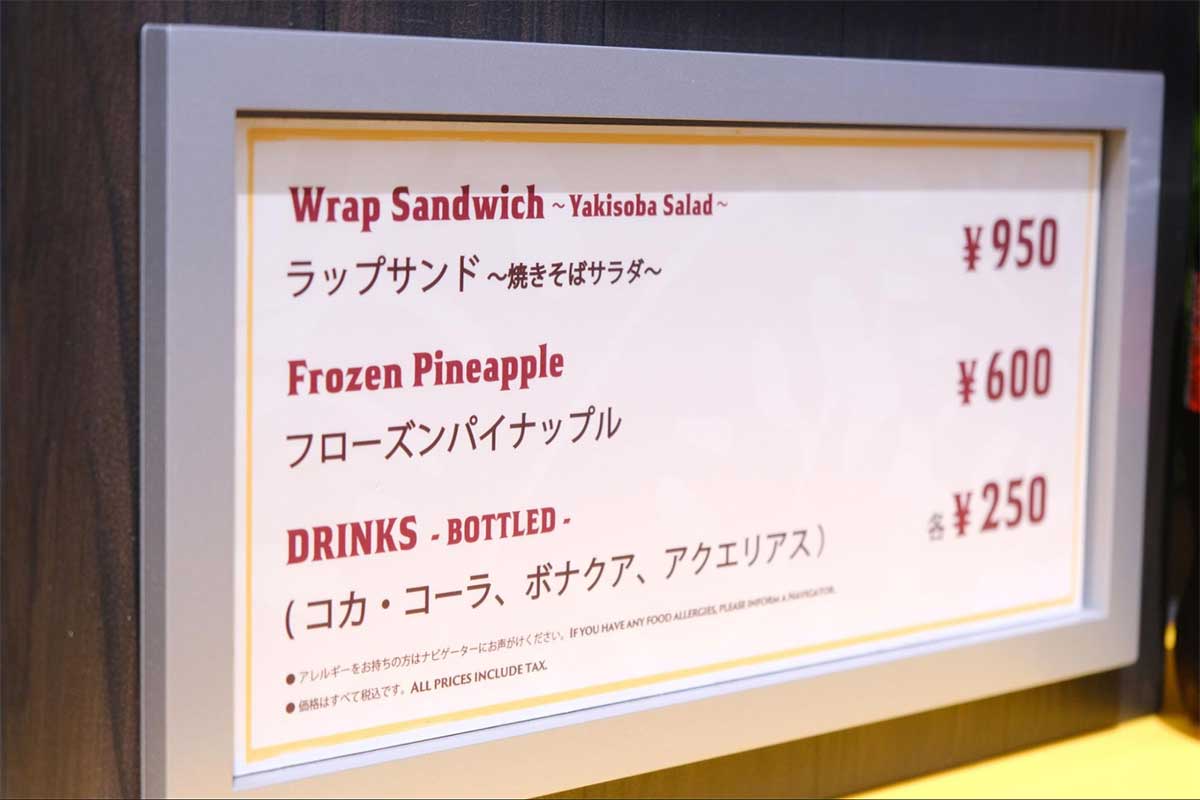 Wrap Sandwich ~ Yakisoba Salad ~
ラップサンド ～焼きそばサラダ～
¥950
Frozen Pineapple
フローズンパイナップル
¥600
DRINKS - BOTTLED -
(コカ・コーラ、ボナクア、アクエリアス)
各¥250
● アレルギーをお持ちの方はナビゲーターにお声がけください。IF YOU HAVE ANY FOOD ALLERGIES, PLEASE INFORM A NAVIGATOR.
● 価格はすべて税込です。ALL PRICES INCLUDE TAX.